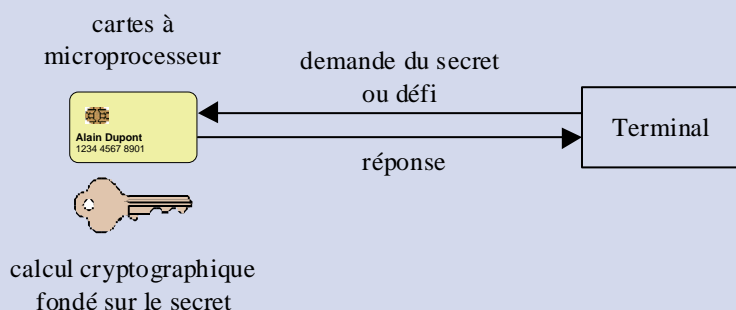 cartes à
microprocesseur
demande du secret
ou défi
Alain Dupont
1234 4567 8901
Terminal
réponse
calcul cryptographique
fondé sur le secret